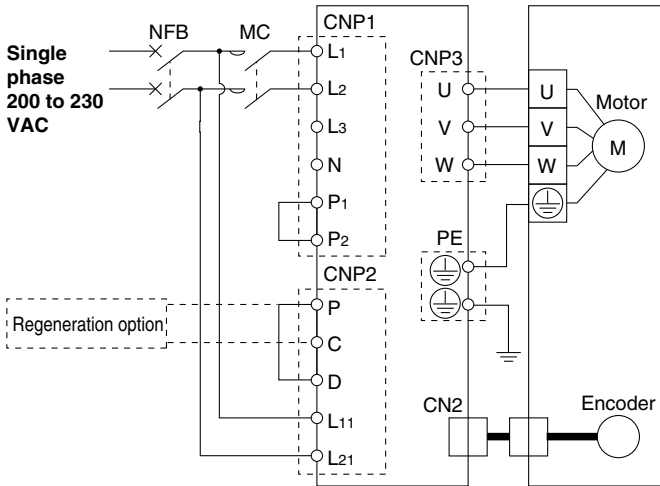 NFB
MC
CNP1
Single
phase
200 to 230
VAC
L1
L2
L3
N
P1
P2
CNP3
U
V
W
U
V
W
Motor
M
PE
CNP2
Regeneration option
P
C
D
L11
L21
CN2
Encoder